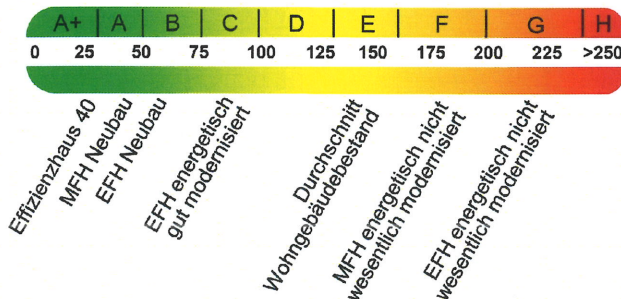 A+ A B C D E F G H
0 25 50 75 100 125 150 175 200 225 >250
Effizienzhaus 40
MFH Neubau
EFH Neubau
EFH energetisch
gut modernisiert
Durchschnitt
Wohngebäudebestand
MFH energetisch nicht
wesentlich modernisiert
EFH energetisch nicht
wesentlich modernisiert